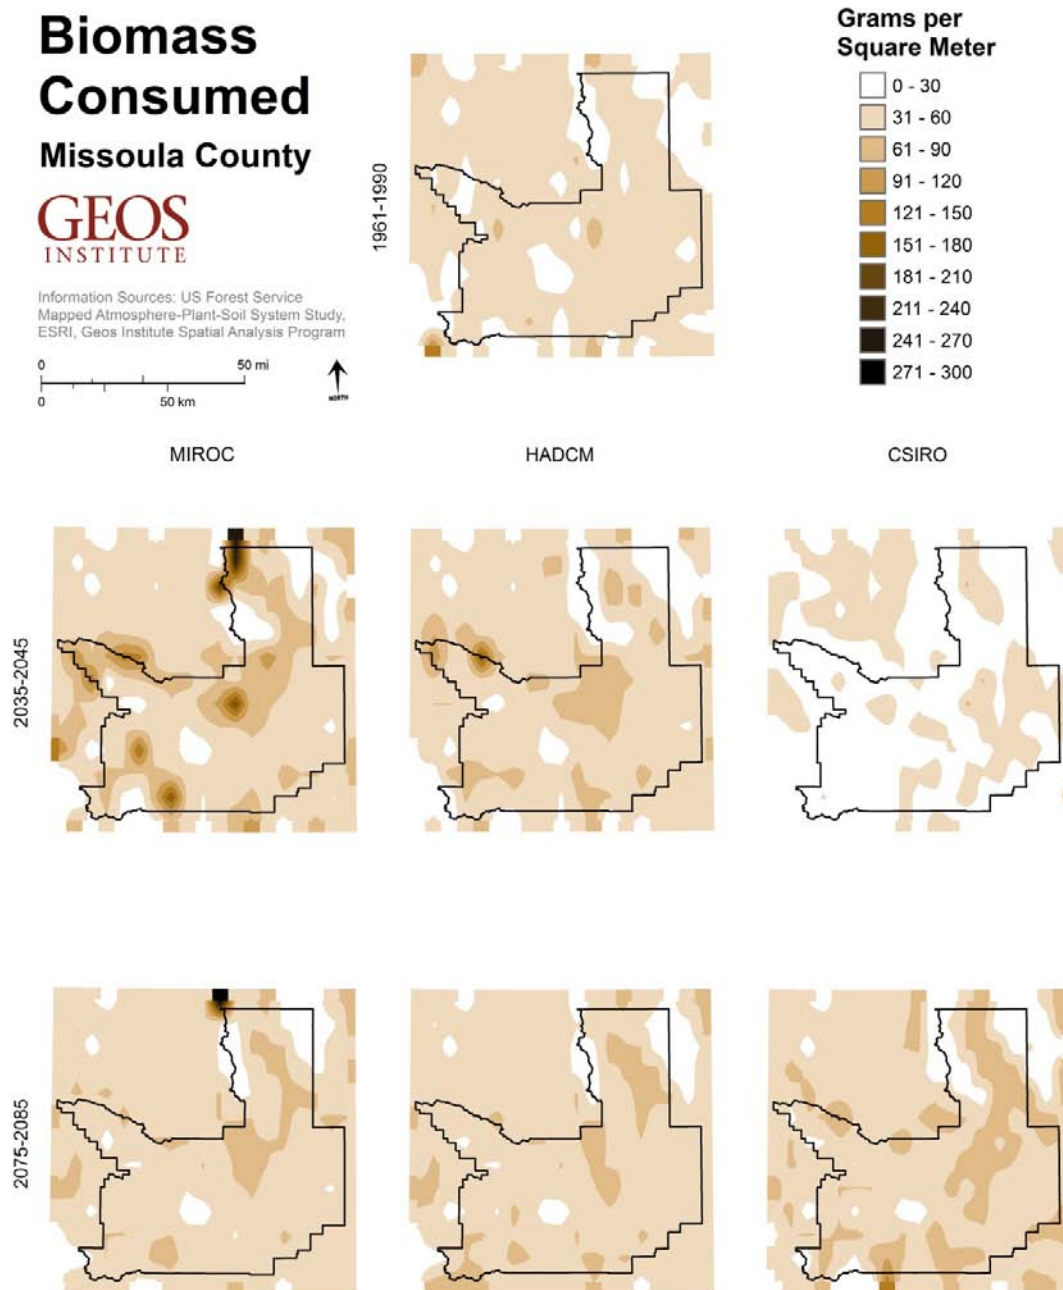 Biomass
Consumed
Missoula County
GEOS
INSTITUTE
Information Sources: US Forest Service
Mapped Atmosphere-Plant-Soil System Study,
ESRI, Geos Institute Spatial Analysis Program
0 50 mi
0 50 km
NORTH
1961-1990
Grams per
Square Meter
0 - 30
31 - 60
61 - 90
91 - 120
121 - 150
151 - 180
181 - 210
211 - 240
241 - 270
271 - 300
MIROC
HADCM
CSIRO
2035-2045
2075-2085